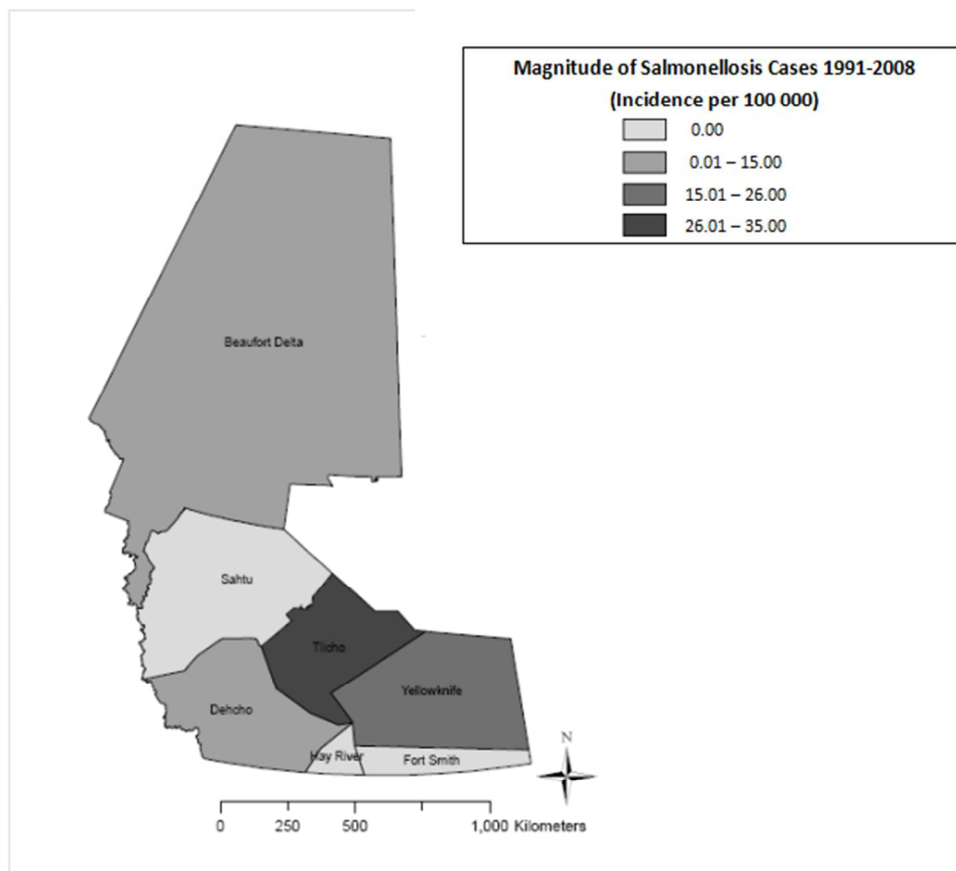 Magnitude of Salmonellosis Cases 1991-2008
(Incidence per 100 000)
0.00
0.01 – 15.00
15.01 – 26.00
26.01 – 35.00
Beaufort Delta
Sahtu
Tlicho
Yellowknife
Dehcho
Hay River
Fort Smith
N
0 250 500 1,000 Kilometers